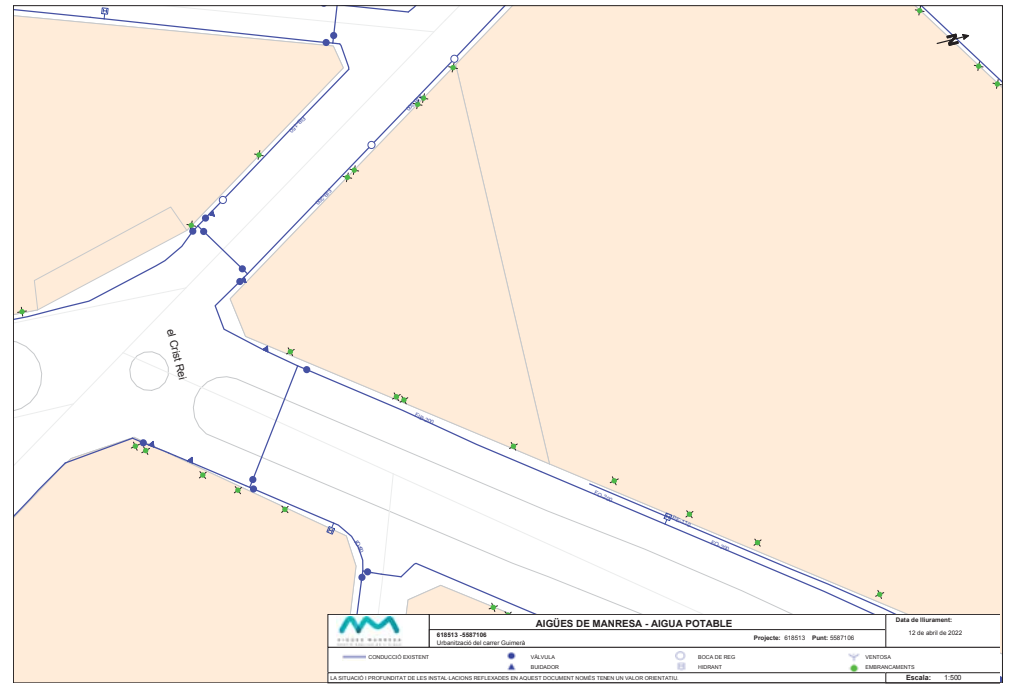 N
el Crist Rei
AIGÜES DE MANRESA - AIGUA POTABLE
618513 -5587106
Urbanització del carrer Guimerà
Projecte: 618513 Punt: 5587106
Data de lliurament:
12 de abril de 2022
CONDUCCIÓ EXISTENT
VÀLVULA
BOCA DE REG
VENTOSA
BUIDADOR
HIDRANT
EMBRANCAMENTS
LA SITUACIÓ I PROFUNDITAT DE LES INSTAL·LACIONS REFLEXADES EN AQUEST DOCUMENT NOMÉS TENEN UN VALOR ORIENTATIU.
Escala: 1:500